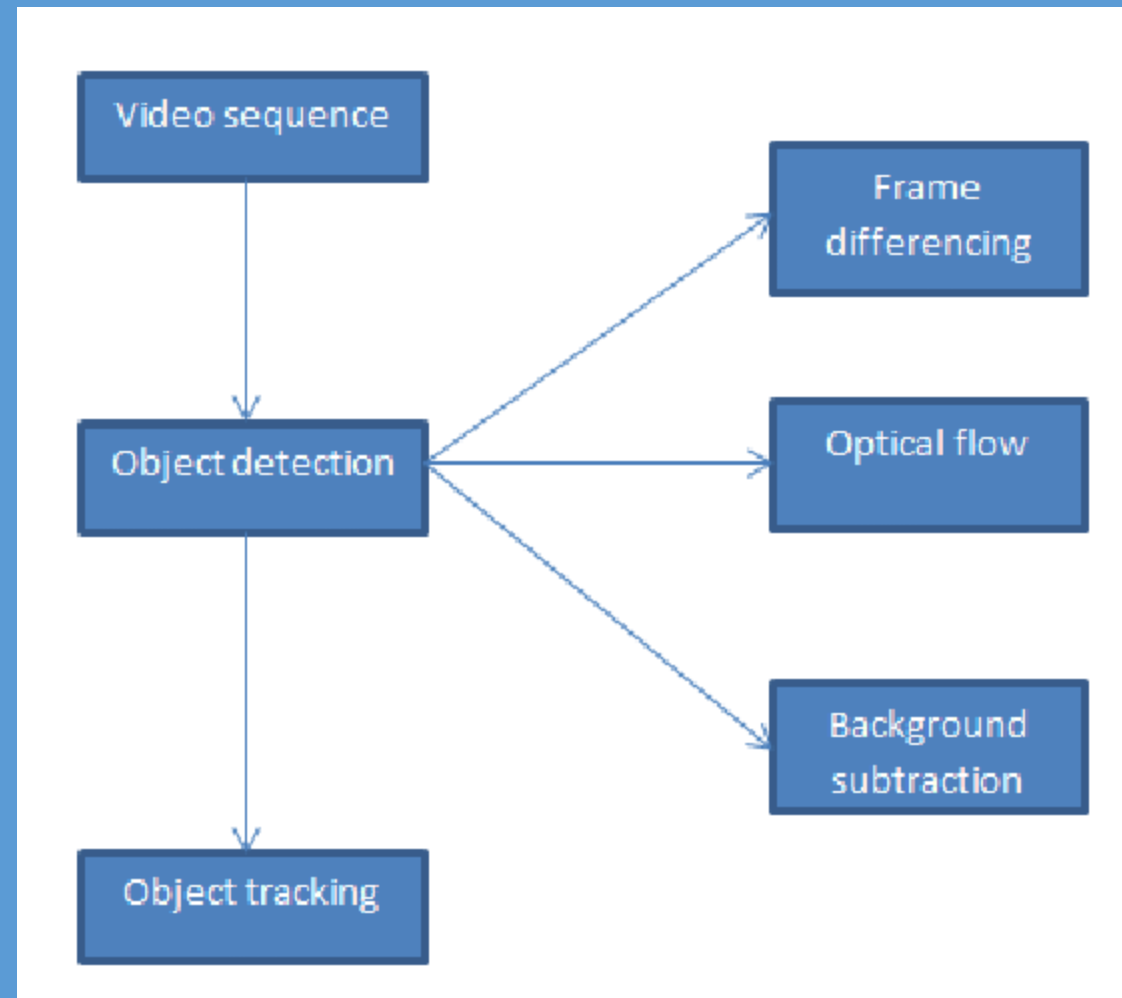 Video sequence
Frame
differencing
Object detection
Optical flow
Background
subtraction
Object tracking